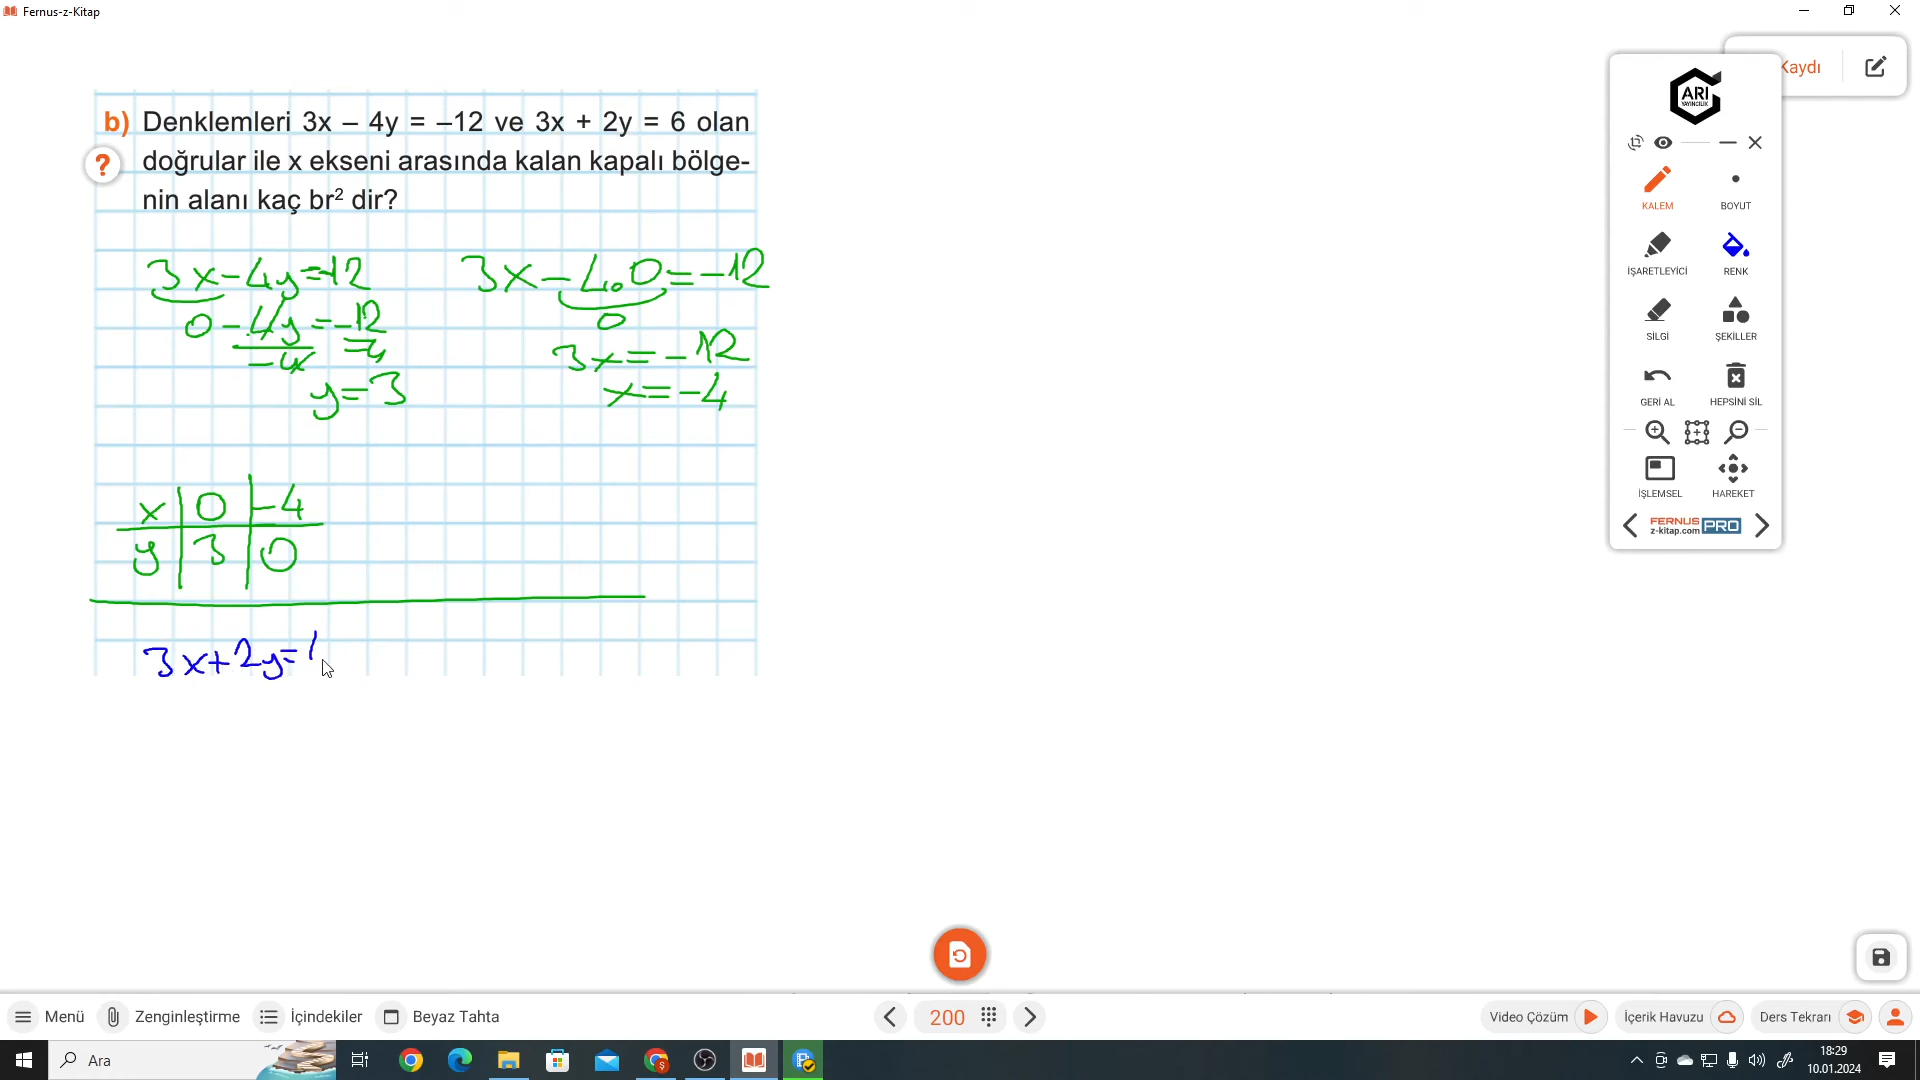 Fernus-z-Kitap
Kaydı
ARI
YAYINCILIK
b) Denklemleri 3x – 4y = –12 ve 3x + 2y = 6 olan
? doğrular ile x ekseni arasında kalan kapalı bölge-
nin alanı kaç br² dir?
3x-4y=-12
3x-4.0=-12
0-4y=-12
0
-4 -4
3x=-12
y=3
x=-4
x 0 -4
y 3 0
3x+2y=
KALEM BOYUT
İŞARETLEYİCİ RENK
SİLGİ ŞEKİLLER
GERİ AL HEPSİNİ SİL
İŞLEMSEL HAREKET
FERNUS
z-kitap.com PRO
Menü Zenginleştirme İçindekiler Beyaz Tahta 200 Video Çözüm İçerik Havuzu Ders Tekrarı
Ara
18:29
10.01.2024